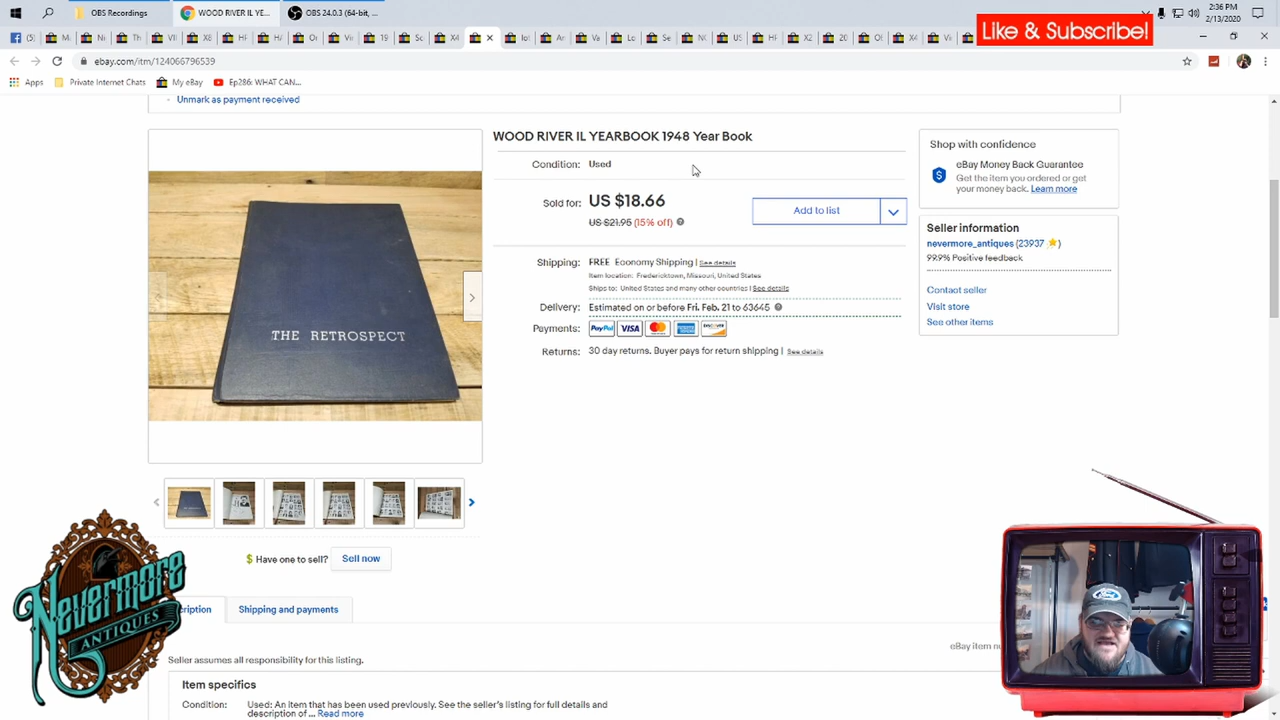 OBS Recordings
WOOD RIVER IL YE...
OBS 24.0.3 (64-bit, ...
2:36 PM
2/13/2020
Like & Subscribe!
ebay.com/itm/124066796539
Apps
Private Internet Chats
My eBay
Ep286: WHAT CAN...
Unmark as payment received
WOOD RIVER IL YEARBOOK 1948 Year Book
Condition: Used
Sold for: US $18.66
US $21.95 (15% off)
Add to list
Shipping: FREE Economy Shipping | See details
Item location: Fredericktown, Missouri, United States
Ships to: United States and many other countries | See details
Delivery: Estimated on or before Fri. Feb. 21 to 63645
Payments: PayPal VISA
Returns: 30 day returns. Buyer pays for return shipping | See details
Shop with confidence
eBay Money Back Guarantee
Get the item you ordered or get
your money back. Learn more
Seller information
nevermore_antiques (23937)
99.9% Positive feedback
Contact seller
Visit store
See other items
THE RETROSPECT
Have one to sell? Sell now
Nevermore
ANTIQUES
cription
Shipping and payments
Seller assumes all responsibility for this listing.
eBay item nu
Item specifics
Condition: Used: An item that has been used previously. See the seller's listing for full details and
description of ... Read more